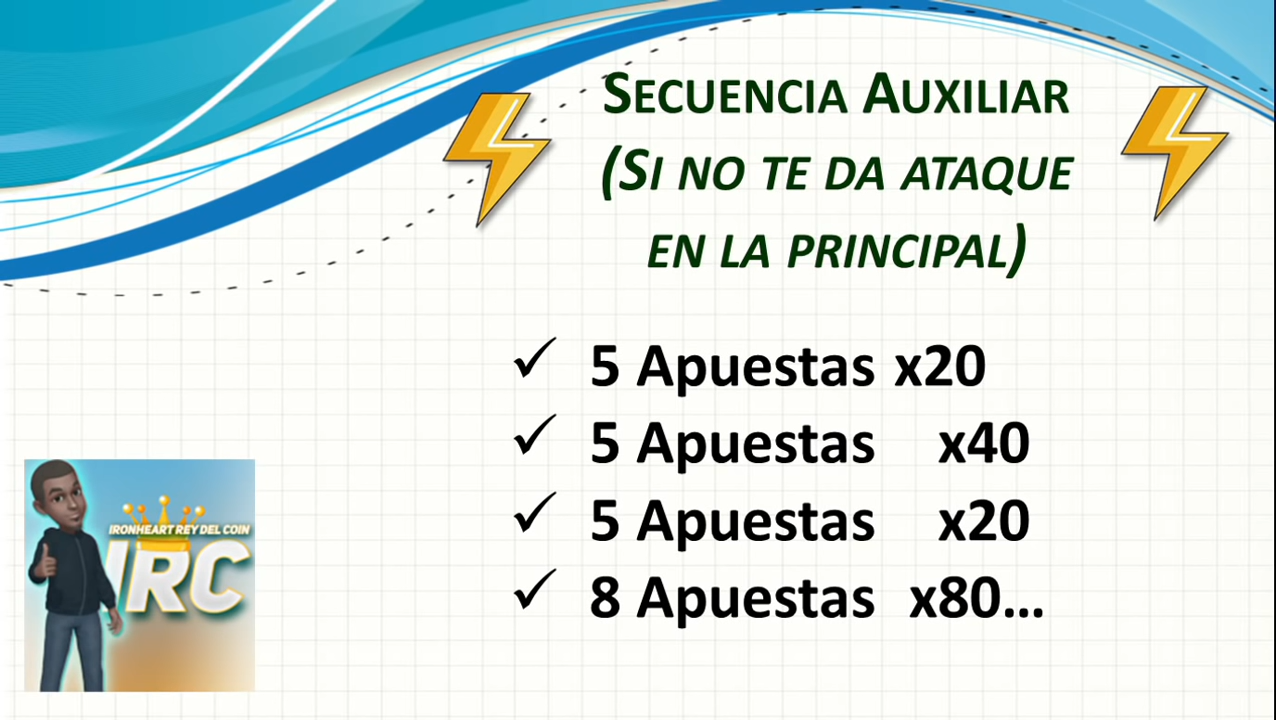 Secuencia Auxiliar
(Si no te da ataque
en la principal)
✓ 5 Apuestas x20
✓ 5 Apuestas x40
✓ 5 Apuestas x20
✓ 8 Apuestas x80...
IRONHEART REY DEL COIN
IRC